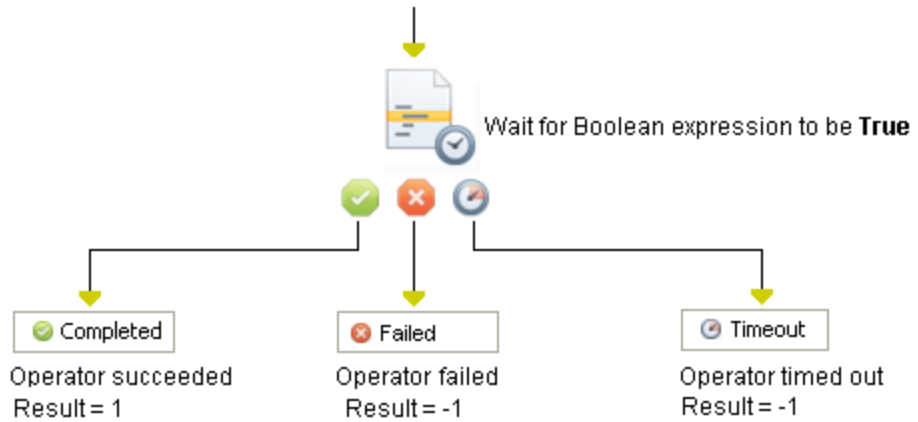 Wait for Boolean expression to be True
Completed
Failed
Timeout
Operator succeeded
Result = 1
Operator failed
Result = -1
Operator timed out
Result = -1